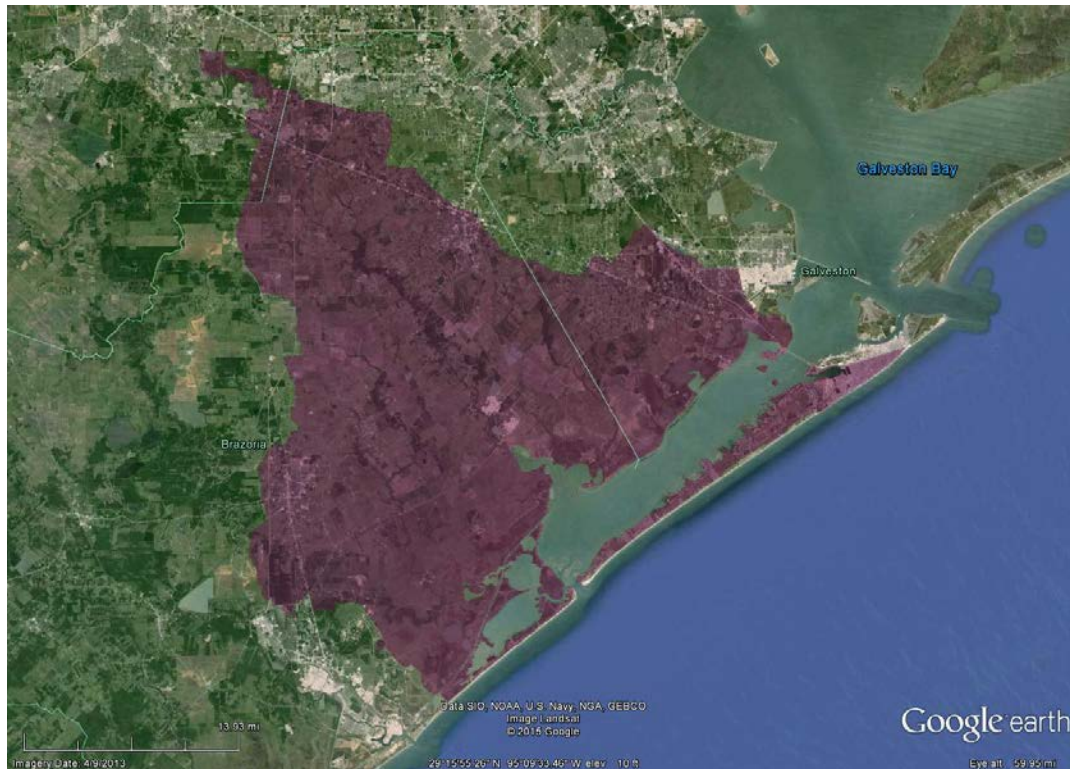 Galveston Bay
Galveston
Brazoria
Data SIO, NOAA, U.S. Navy, NGA, GEBCO
Image Landsat
© 2015 Google
13.93 mi
Google earth
Imagery Date: 4/9/2013
29°15'55.26" N 95°09'33.46" W elev 10 ft
Eye alt 59.95 mi